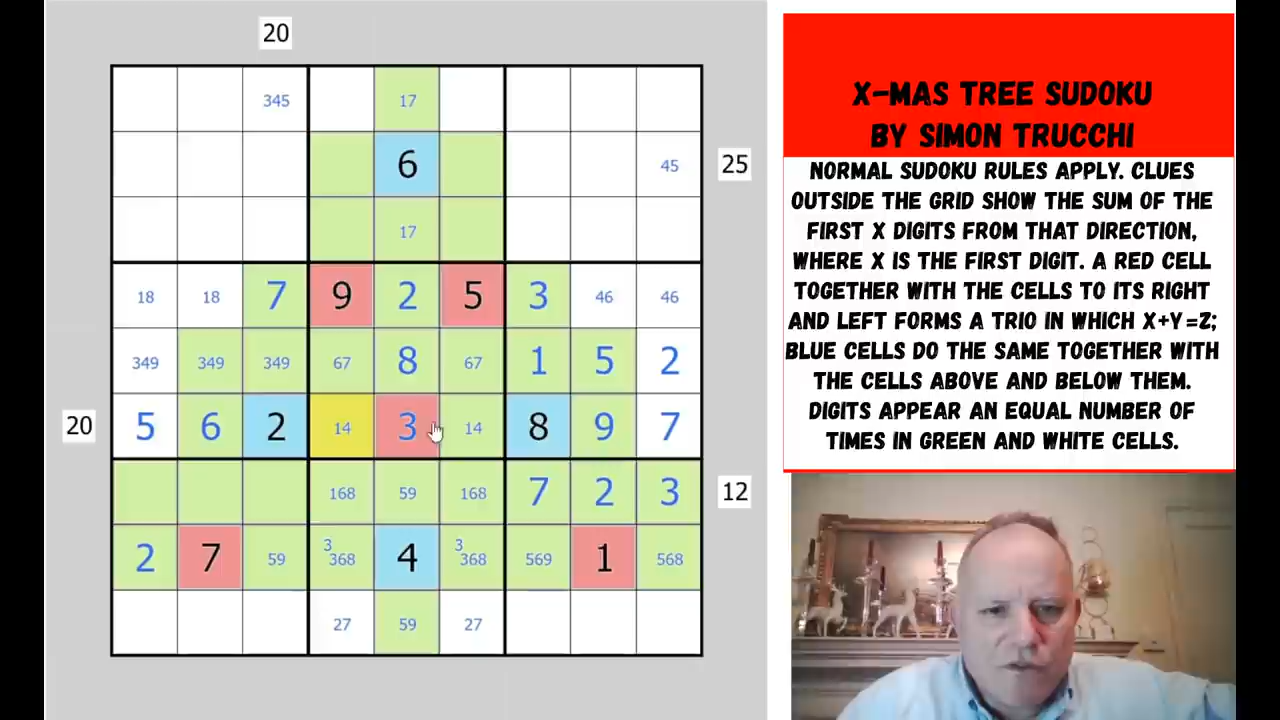 20
X-MAS TREE SUDOKU
BY SIMON TRUCCHI
NORMAL SUDOKU RULES APPLY. CLUES
OUTSIDE THE GRID SHOW THE SUM OF THE
FIRST X DIGITS FROM THAT DIRECTION,
WHERE X IS THE FIRST DIGIT. A RED CELL
TOGETHER WITH THE CELLS TO ITS RIGHT
AND LEFT FORMS A TRIO IN WHICH X+Y=Z;
BLUE CELLS DO THE SAME TOGETHER WITH
THE CELLS ABOVE AND BELOW THEM.
DIGITS APPEAR AN EQUAL NUMBER OF
TIMES IN GREEN AND WHITE CELLS.
345 17
6 45 25
17
18 18 7 9 2 5 3 46 46
349 349 349 67 8 67 1 5 2
20 5 6 2 14 3 14 8 9 7
168 59 168 7 2 3 12
2 7 59 3 368 4 3 368 569 1 568
27 59 27